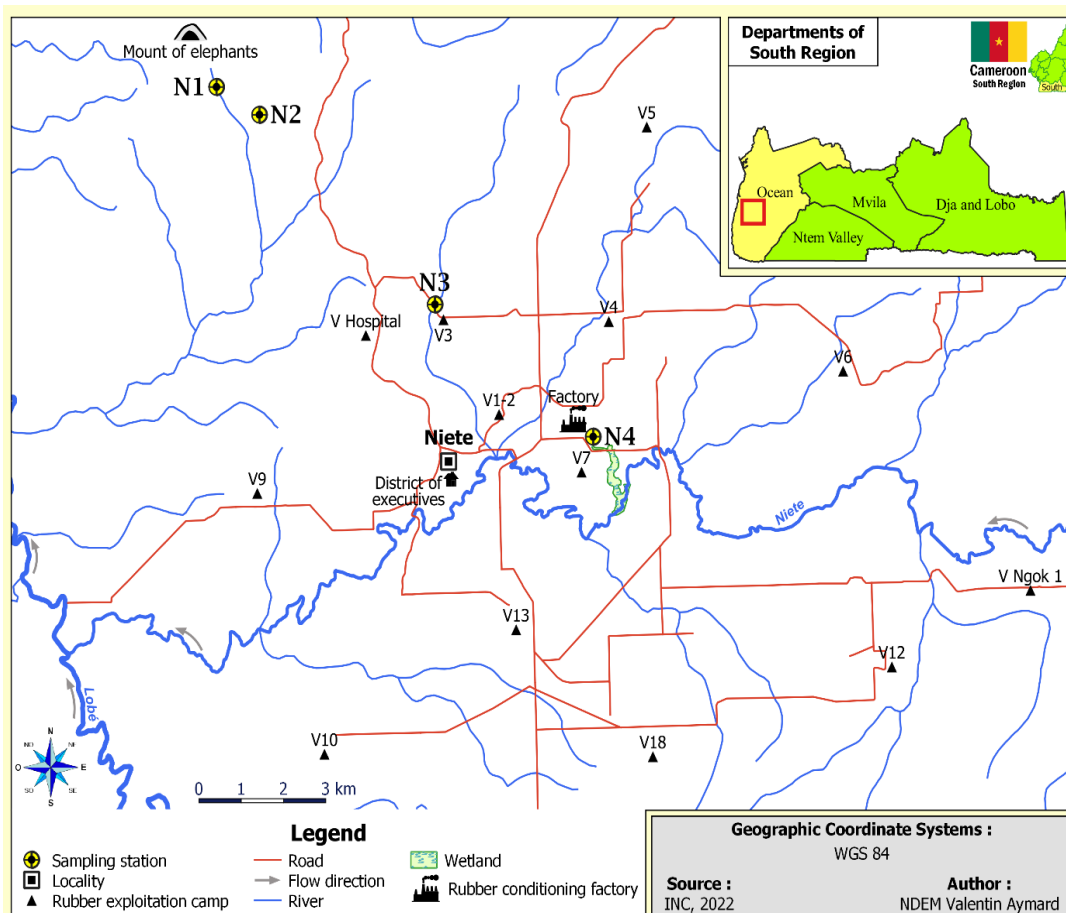 Mount of elephants
N1
N2
Departments of
South Region
Cameroon
South Region
South
Ocean
Mvila
Dja and Lobo
Ntem Valley
V5
N3
V Hospital
V3
V4
V6
V1-2
Factory
N4
Niete
V7
District of
executives
V9
Niete
V Ngok 1
V13
V12
Lobé
V10
V18
N
NO
NE
O
E
SO
SE
S
0 1 2 3 km
Legend
Sampling station
Locality
Rubber exploitation camp
Road
Flow direction
River
Wetland
Rubber conditioning factory
Geographic Coordinate Systems :
WGS 84
Source :
INC, 2022
Author :
NDEM Valentin Aymard